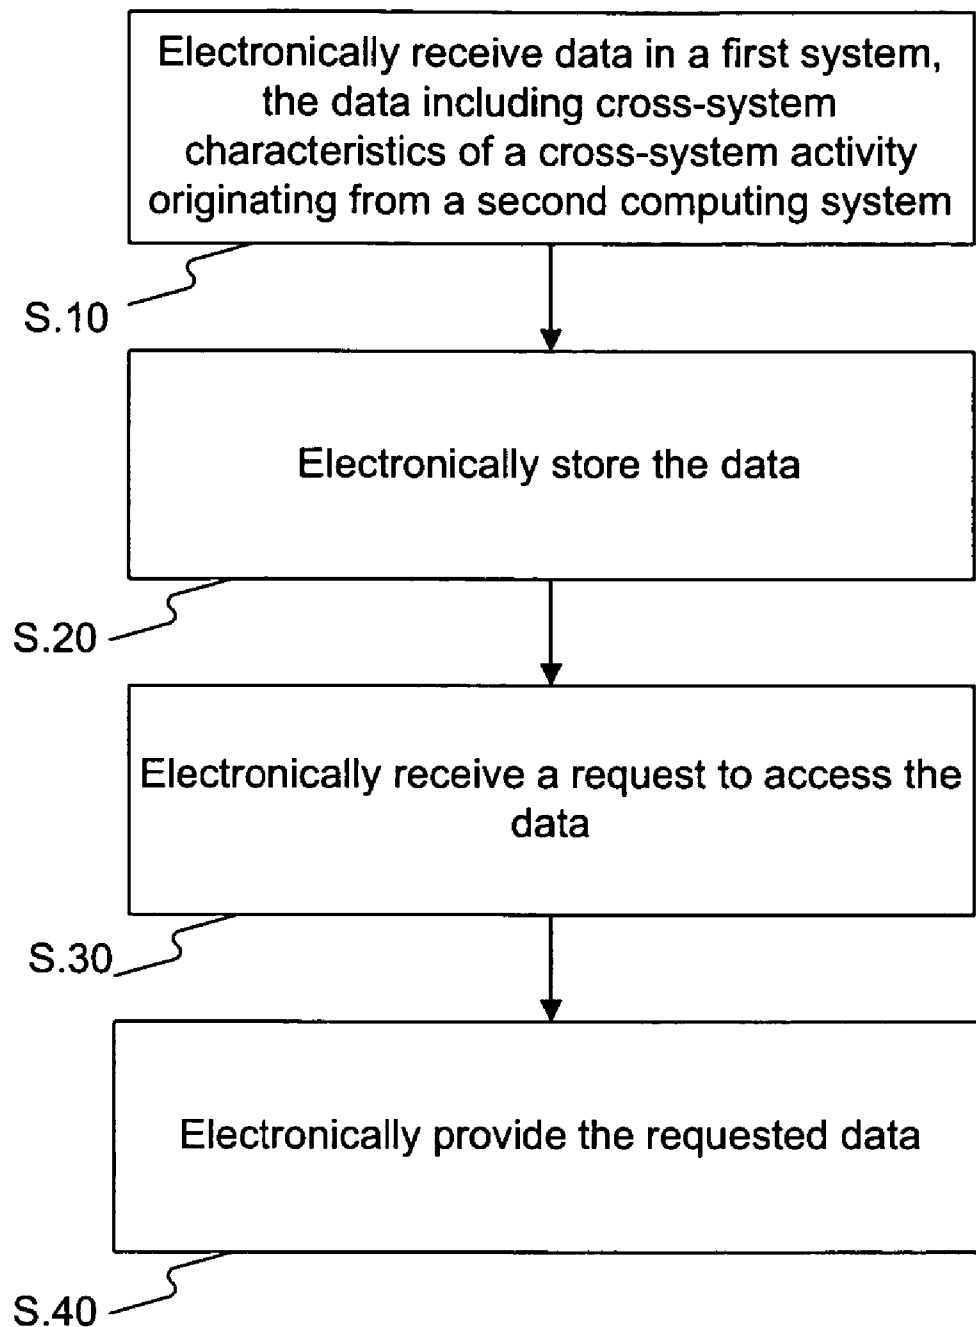 Electronically receive data in a first system,
the data including cross-system
characteristics of a cross-system activity
originating from a second computing system
S.10
Electronically store the data
S.20
Electronically receive a request to access the
data
S.30
Electronically provide the requested data
S.40